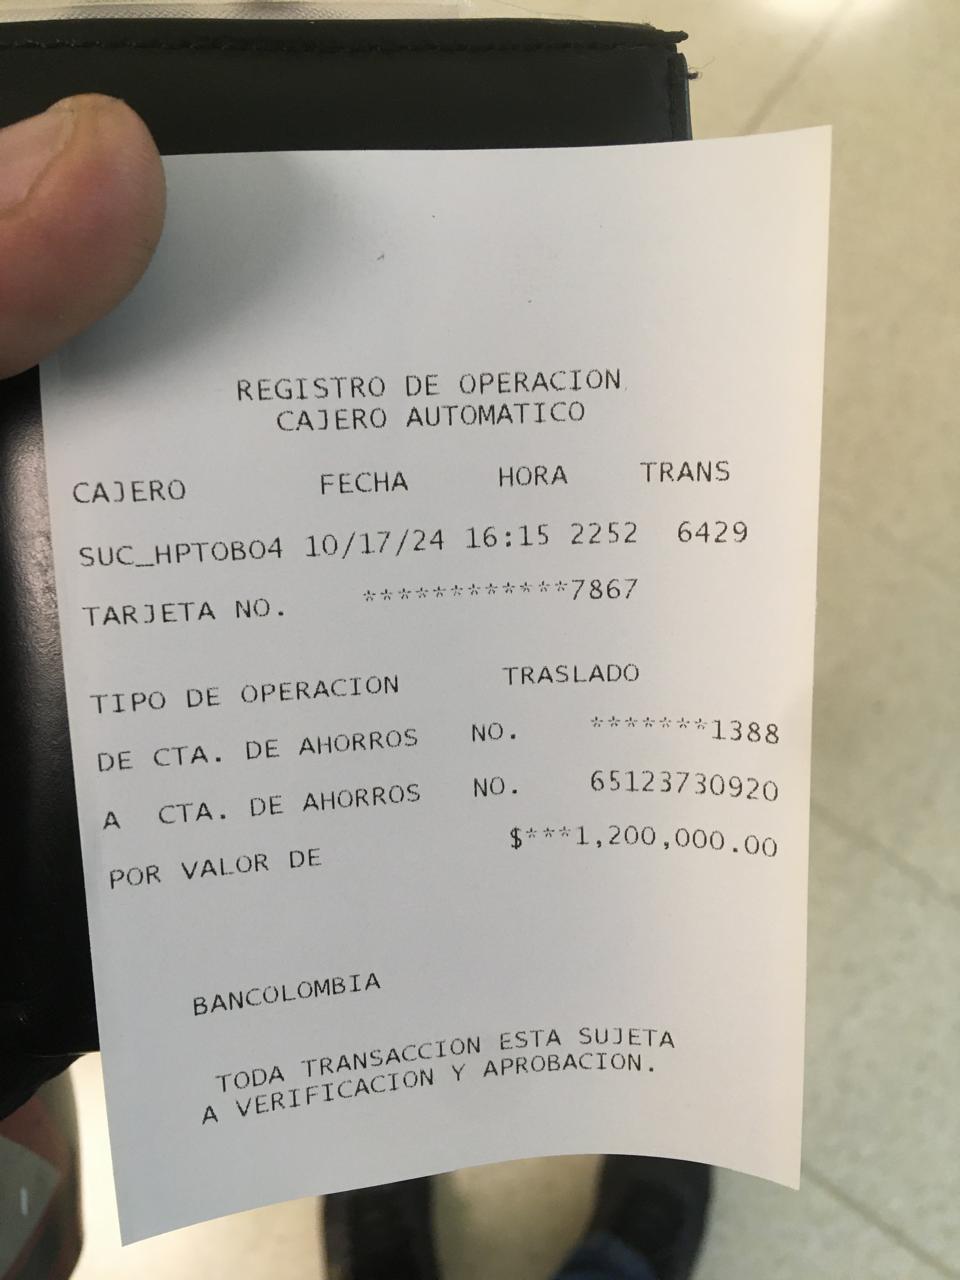 REGISTRO DE OPERACION
CAJERO AUTOMATICO
CAJERO FECHA HORA TRANS
SUC_HPTOBO4 10/17/24 16:15 2252 6429
TARJETA NO. ************7867
TIPO DE OPERACION TRASLADO
DE CTA. DE AHORROS NO. *******1388
A CTA. DE AHORROS NO. 65123730920
POR VALOR DE $***1,200,000.00
BANCOLOMBIA
TODA TRANSACCION ESTA SUJETA
A VERIFICACION Y APROBACION.